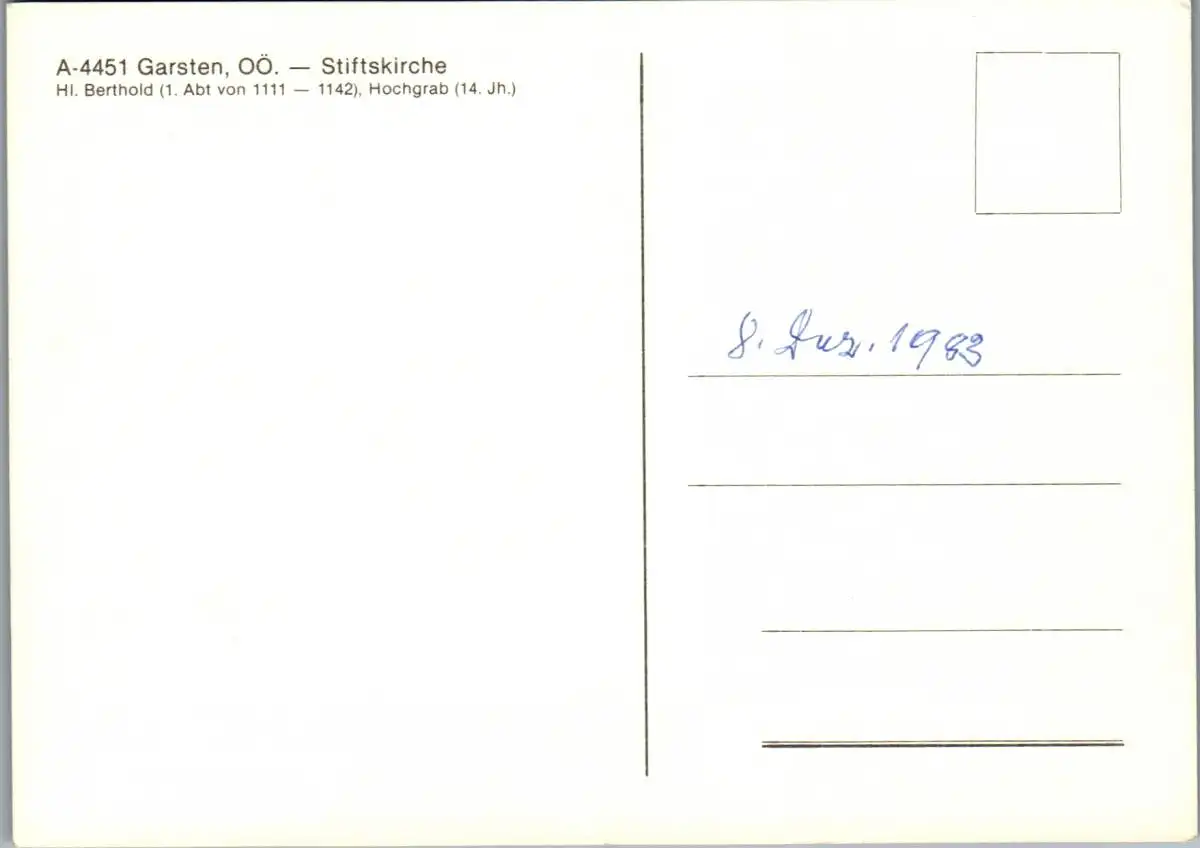 A-4451 Garsten, OÖ. — Stiftskirche
Hl. Berthold (1. Abt von 1111 — 1142), Hochgrab (14. Jh.)
8. Dez. 1983